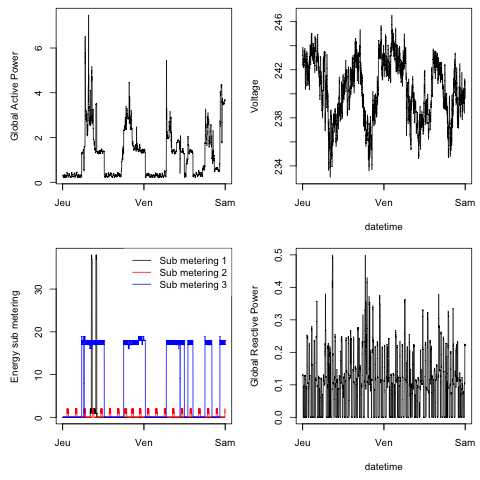 Global Active Power
0
2
4
6
Jeu
Ven
Sam
Voltage
234
238
242
246
Jeu
Ven
Sam
datetime
Energy sub metering
0
10
20
30
Sub metering 1
Sub metering 2
Sub metering 3
Jeu
Ven
Sam
Global Reactive Power
0.0
0.1
0.2
0.3
0.4
0.5
Jeu
Ven
Sam
datetime